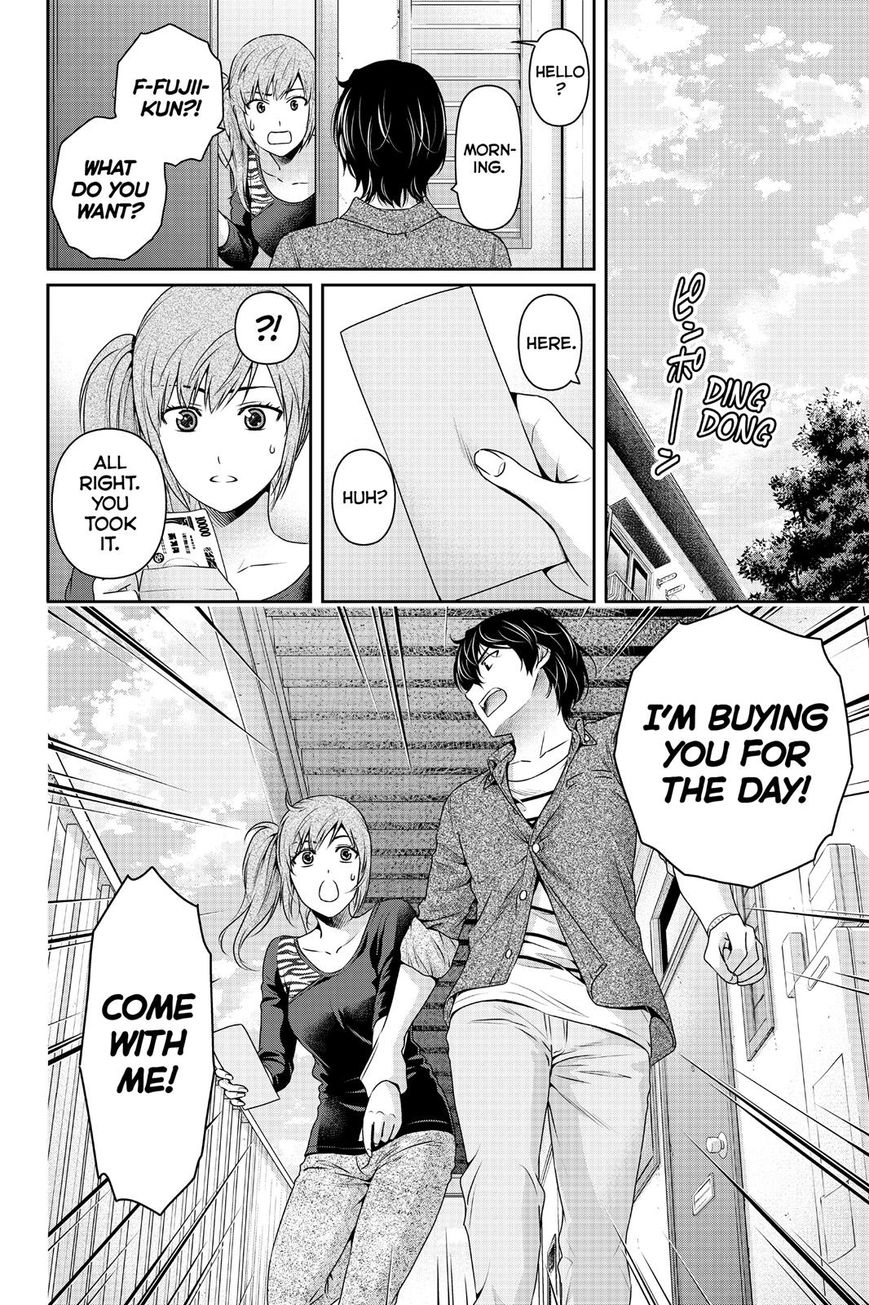 HELLO
?
ピンポーン
DING
DONG
MORN-
ING.
F-FUJII-
KUN?!
WHAT
DO YOU
WANT?
HERE.
HUH?
?!
ALL
RIGHT.
YOU
TOOK
IT.
10000
I'M BUYING
YOU FOR
THE DAY!
COME
WITH
ME!